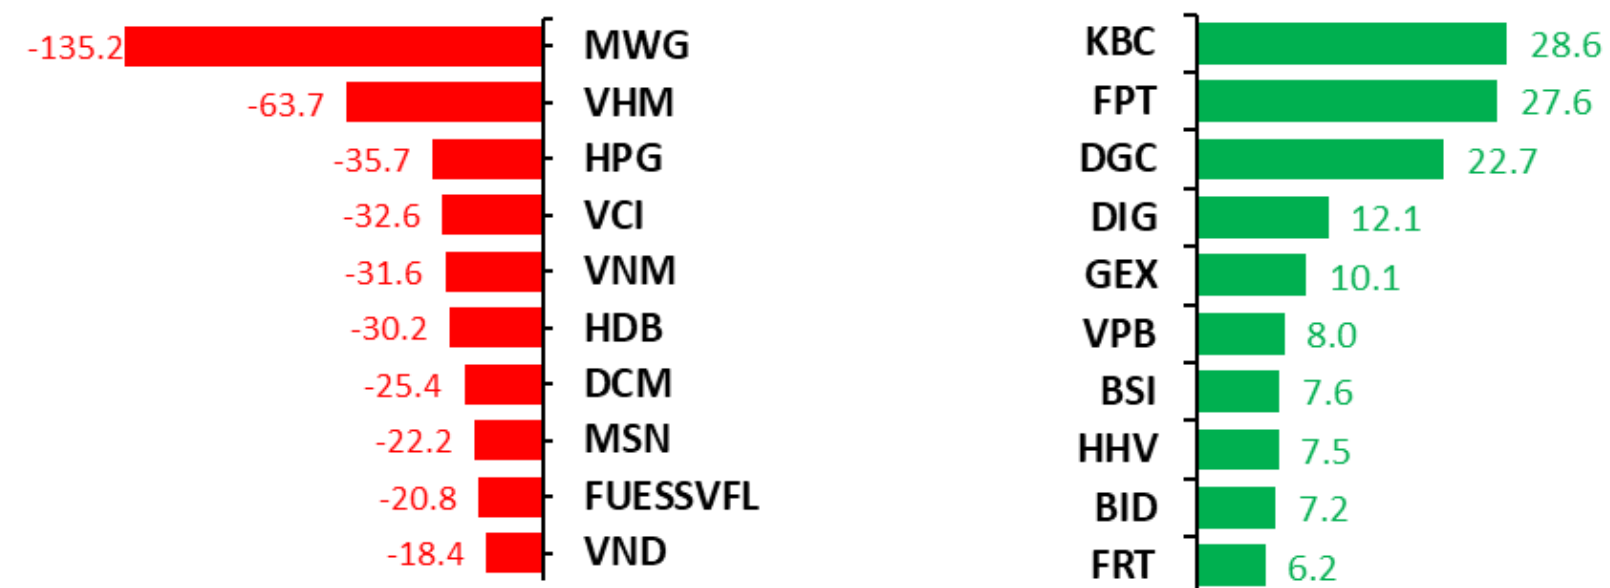 -135.2 MWG KBC 28.6
-63.7 VHM FPT 27.6
-35.7 HPG DGC 22.7
-32.6 VCI DIG 12.1
-31.6 VNM GEX 10.1
-30.2 HDB VPB 8.0
-25.4 DCM BSI 7.6
-22.2 MSN HHV 7.5
-20.8 FUESSVFL BID 7.2
-18.4 VND FRT 6.2